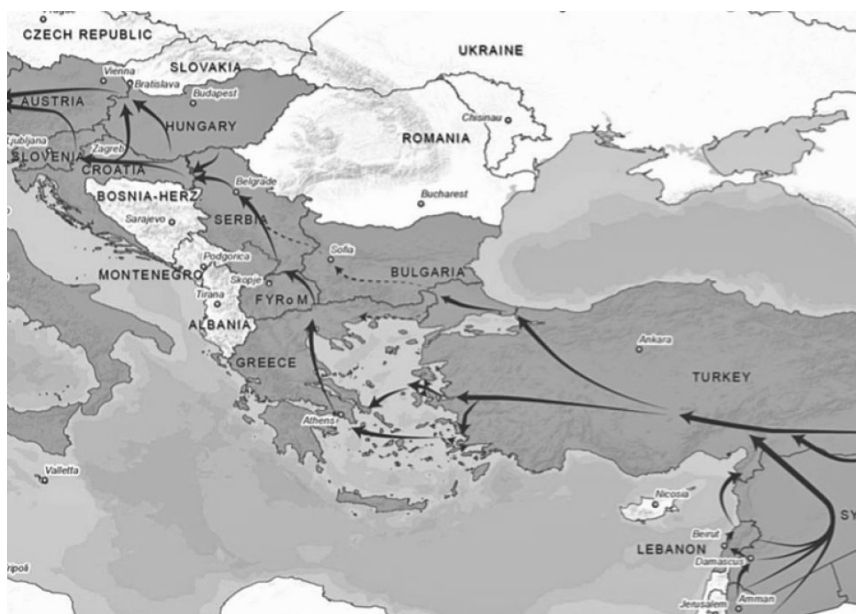 CZECH REPUBLIC
UKRAINE
SLOVAKIA
Vienna
Bratislava
AUSTRIA
Budapest
HUNGARY
Chisinau
ROMANIA
Ljubljana
Zagreb
SLOVENIA
CROATIA
Belgrade
BOSNIA-HERZ.
Bucharest
Sarajevo
SERBIA
Sofia
Podgorica
BULGARIA
MONTENEGRO
Skopje
Tirana
FYRoM
ALBANIA
Ankara
GREECE
TURKEY
Athens
Valletta
Nicosia
SY
Beirut
LEBANON
Damascus
ripoli
Jerusalem
Amman